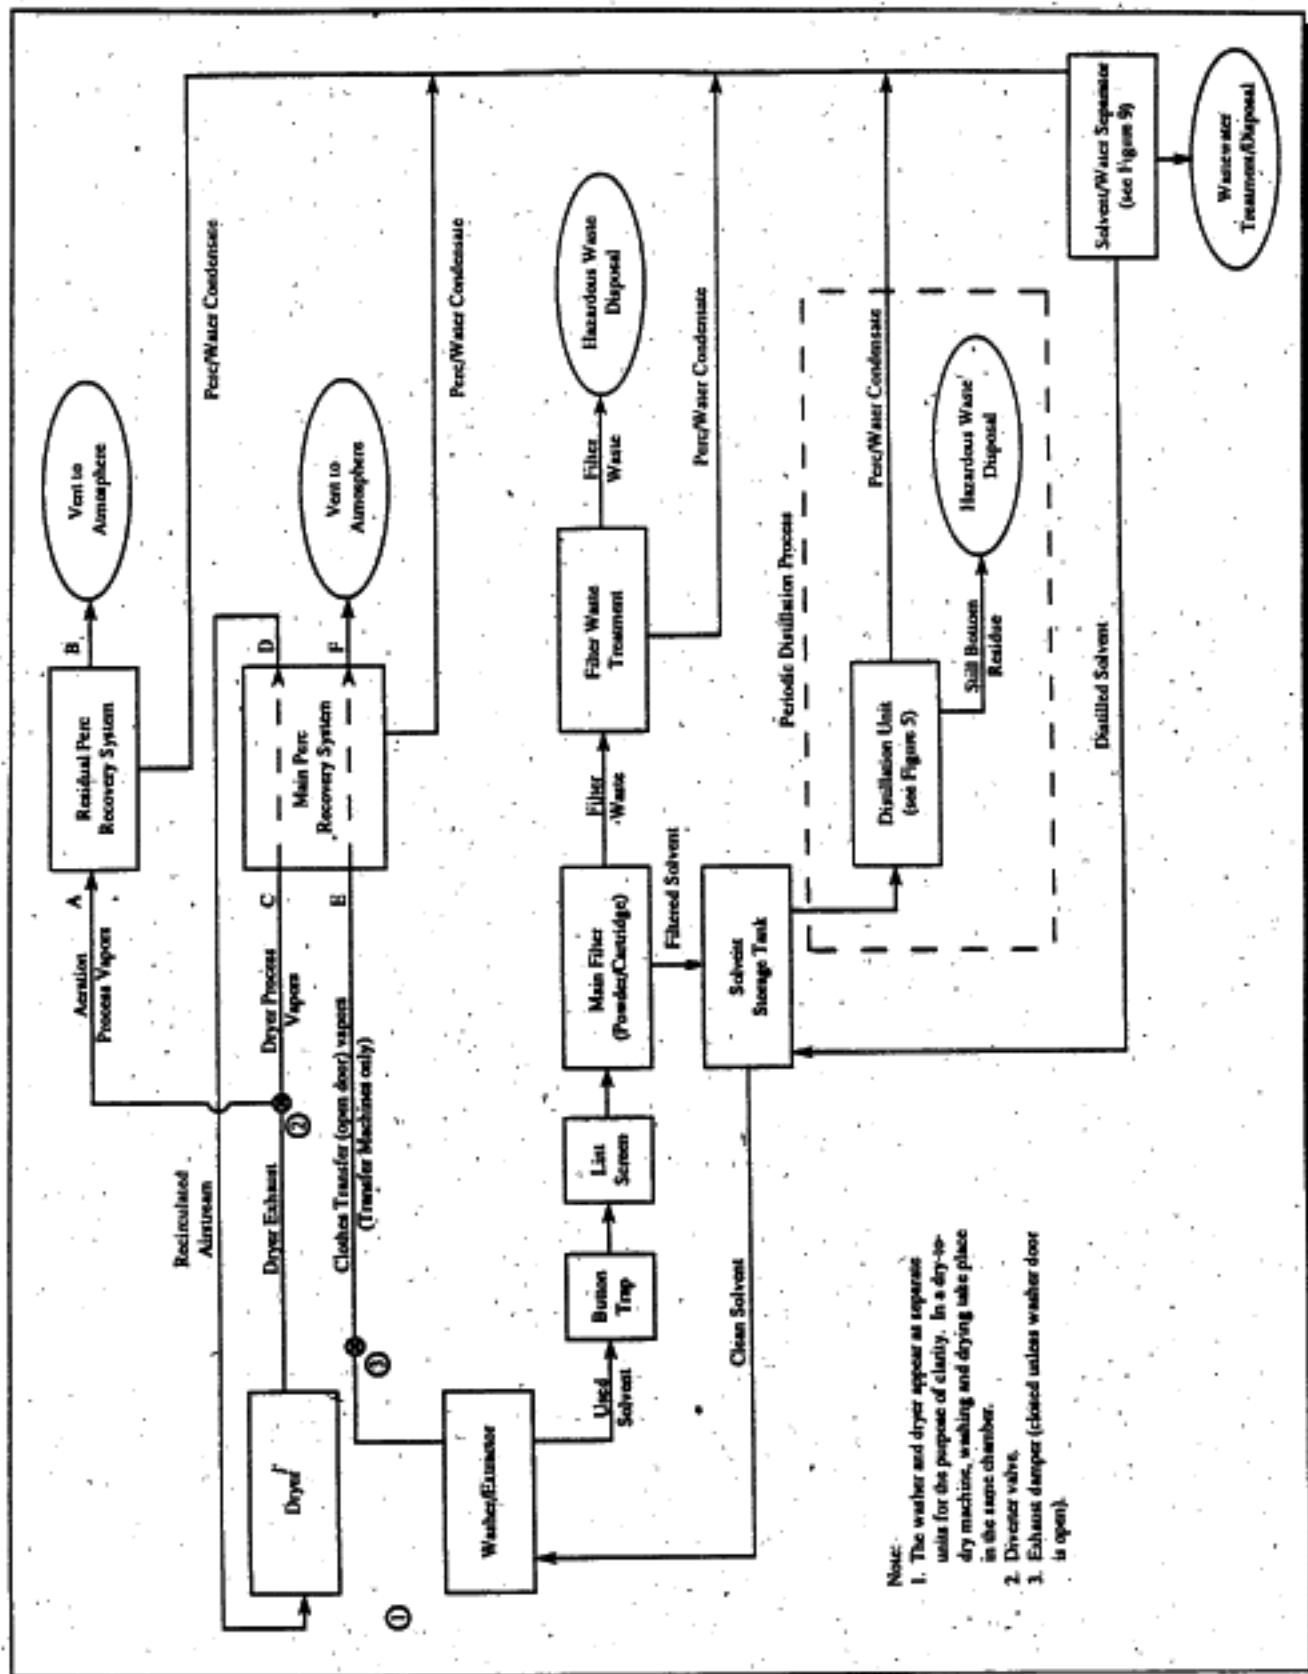 Vent to
Atmosphere
B
Residual Perc
Recovery System
A
Aeration
Process Vapors
Perc/Water Condensate
Recirculated
Airstream
Vent to
Atmosphere
D
F
Main Perc
Recovery System
C
E
Dryer Process
Vapors
②
Dryer Exhaust
Clothes Transfer (open door) vapors
(Transfer Machines only)
③
Dryer
①
Perc/Water Condensate
Washer/Extractor
Used
Solvent
Button
Trap
Lint
Screen
Main Filter
(Powder/Cartridge)
Filter
Waste
Filter Waste
Treatment
Filter
Waste
Hazardous Waste
Disposal
Perc/Water Condensate
Filtered Solvent
Solvent
Storage Tank
Clean Solvent
Periodic Distillation Process
Distillation Unit
(see Figure 5)
Perc/Water Condensate
Still Bottom
Residue
Hazardous Waste
Disposal
Distilled Solvent
Solvent/Water Separator
(see Figure 9)
Wastewater
Treatment/Disposal
Note:
1. The washer and dryer appear as separate
units for the purpose of clarity. In a dry-to-
dry machine, washing and drying take place
in the same chamber.
2. Diverter valve.
3. Exhaust damper (closed unless washer door
is open).